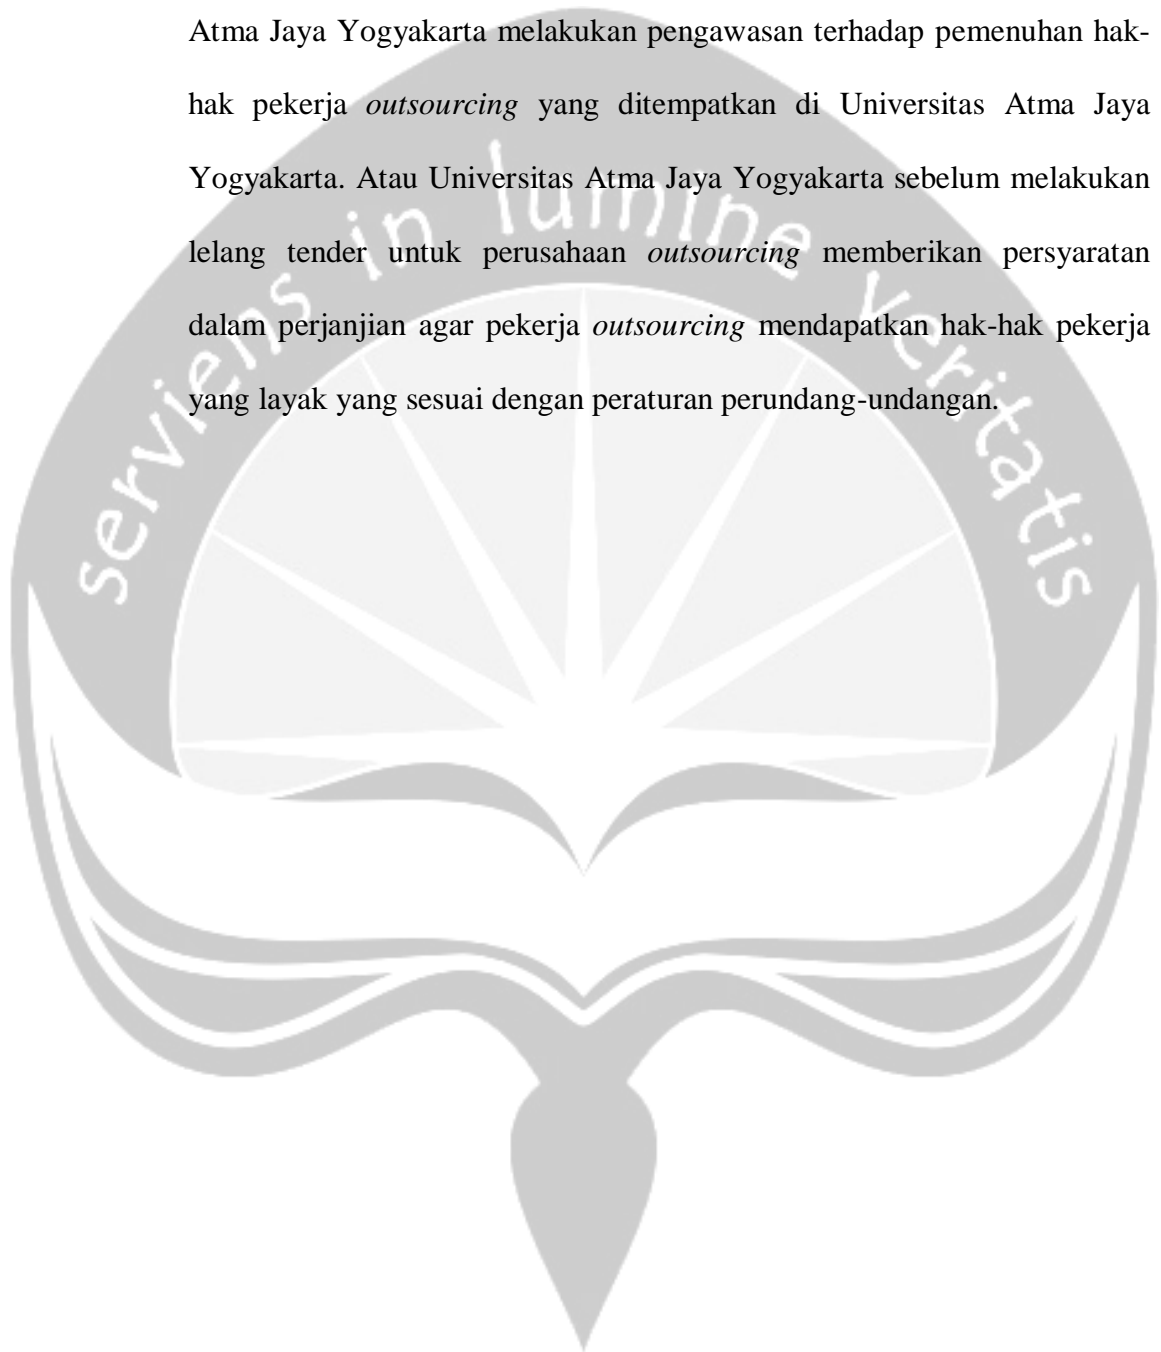 Atma Jaya Yogyakarta melakukan pengawasan terhadap pemenuhan hak-
hak pekerja outsourcing yang ditempatkan di Universitas Atma Jaya
Yogyakarta. Atau Universitas Atma Jaya Yogyakarta sebelum melakukan
lelang tender untuk perusahaan outsourcing memberikan persyaratan
dalam perjanjian agar pekerja outsourcing mendapatkan hak-hak pekerja
yang layak yang sesuai dengan peraturan perundang-undangan.
serviens in lumine veritatis